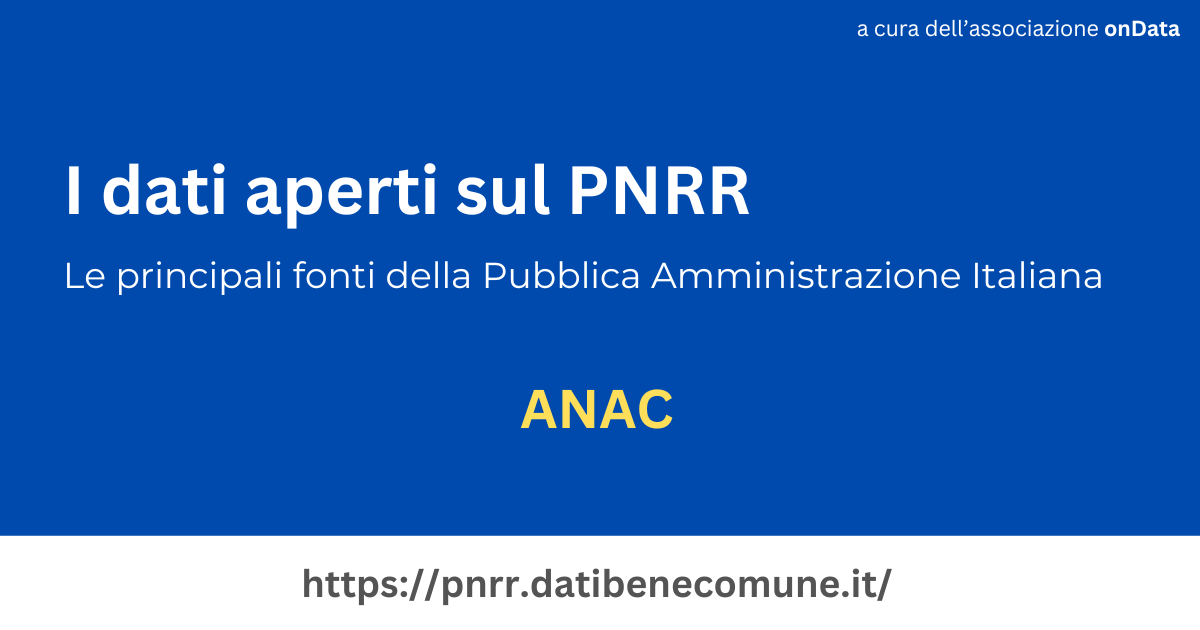 a cura dell’associazione onData
I dati aperti sul PNRR
Le principali fonti della Pubblica Amministrazione Italiana
ANAC
https://pnrr.datibenecomune.it/